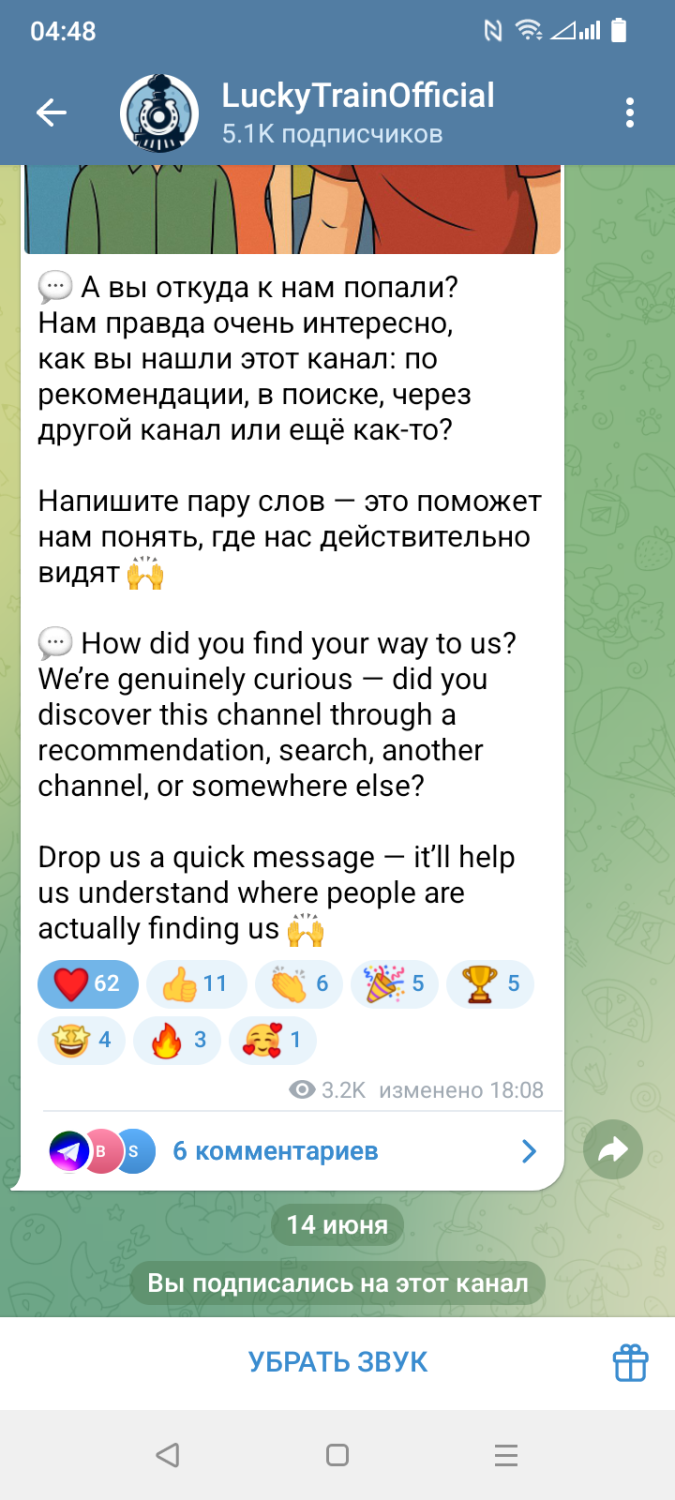 04:48
LuckyTrainOfficial
5.1K подписчиков
💬 А вы откуда к нам попали?
Нам правда очень интересно,
как вы нашли этот канал: по
рекомендации, в поиске, через
другой канал или ещё как-то?
Напишите пару слов — это поможет
нам понять, где нас действительно
видят 🙌
💬 How did you find your way to us?
We’re genuinely curious — did you
discover this channel through a
recommendation, search, another
channel, or somewhere else?
Drop us a quick message — it’ll help
us understand where people are
actually finding us 🙌
❤️ 62 👍 11 👏 6 🎉 5 🏆 5
🤩 4 🔥 3 🥰 1
3.2K изменено 18:08
B S 6 комментариев
14 июня
Вы подписались на этот канал
УБРАТЬ ЗВУК